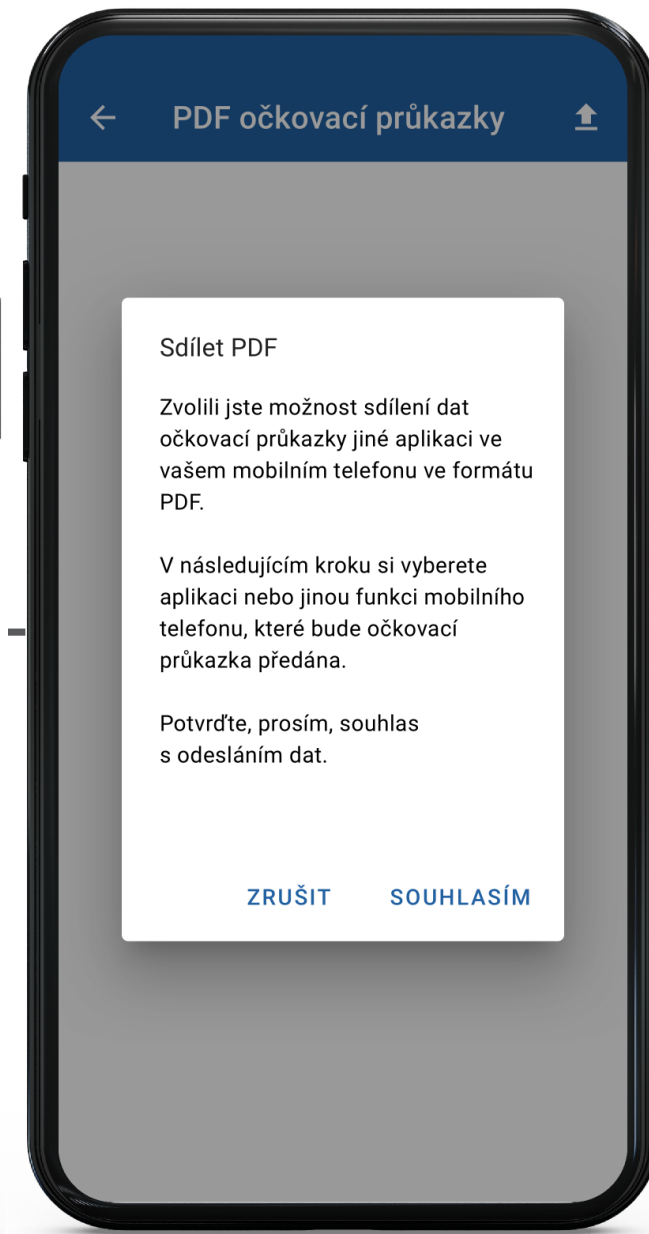 PDF očkovací průkazky
Sdílet PDF
Zvolili jste možnost sdílení dat
očkovací průkazky jiné aplikaci ve
vašem mobilním telefonu ve formátu
PDF.
V následujícím kroku si vyberete
aplikaci nebo jinou funkci mobilního
telefonu, které bude očkovací
průkazka předána.
Potvrďte, prosím, souhlas
s odesláním dat.
ZRUŠIT SOUHLASÍM